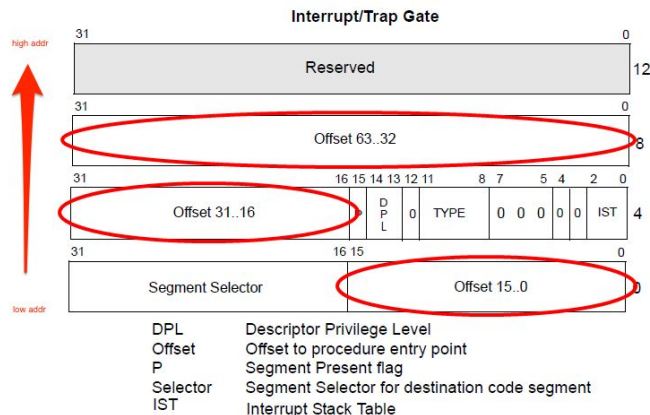 Interrupt/Trap Gate
high addr
31 0
Reserved 12
31 0
Offset 63..32 8
31 16 15 14 13 12 11 8 7 5 4 2 0
Offset 31..16 P D P L 0 TYPE 0 0 0 0 0 IST 4
31 16 15 0
Segment Selector Offset 15..0 0
low addr
DPL Descriptor Privilege Level
Offset Offset to procedure entry point
P Segment Present flag
Selector Segment Selector for destination code segment
IST Interrupt Stack Table